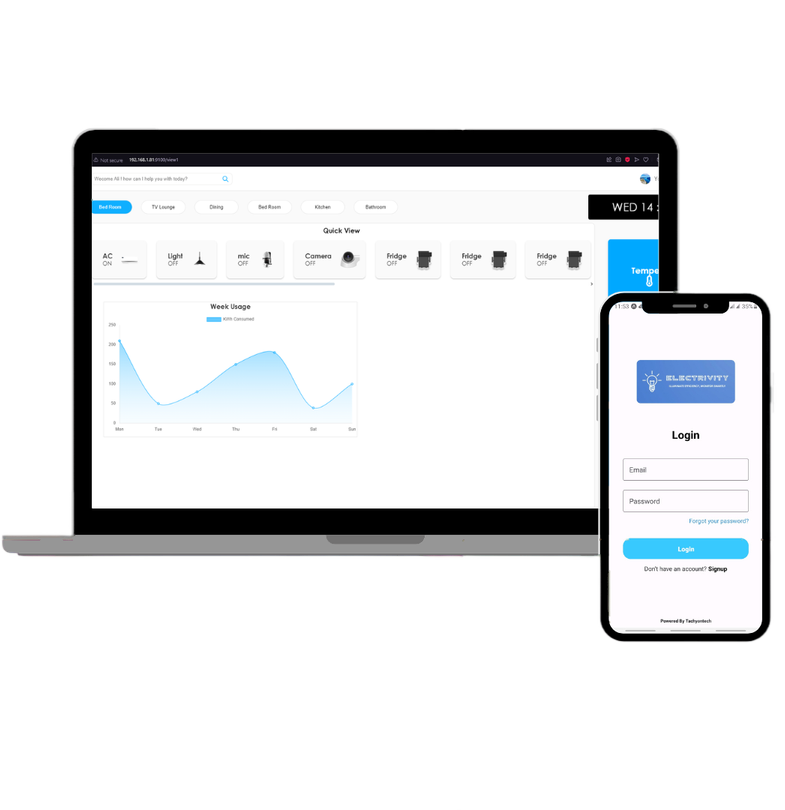 Not secure 192.168.1.81:9100/view1
Wecome Ali ! how can I help you with today?
Bed Room TV Lounge Dining Bed Room Kitchen Bathroom
WED 14
Quick View
AC
ON
Light
OFF
mic
OFF
Camera
OFF
Fridge
OFF
Fridge
OFF
Fridge
OFF
Tempe
Week Usage
KWH Consumed
250
200
150
100
50
0
Mon Tue Wed Thu Fri Sat Sun
11:53 35%
ELECTRIVITY
Login
Email
Password
Forgot your password?
Login
Don't have an account? Signup
Powered By Tachyontech